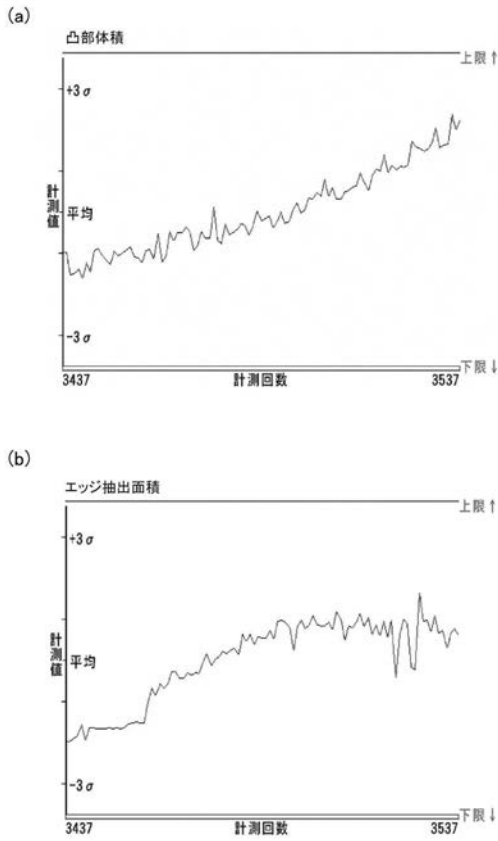 (a)
凸部体積
上限↑
+3σ
計測値
平均
-3σ
下限↓
3437 計測回数 3537
(b)
エッジ抽出面積
上限↑
+3σ
計測値
平均
-3σ
下限↓
3437 計測回数 3537